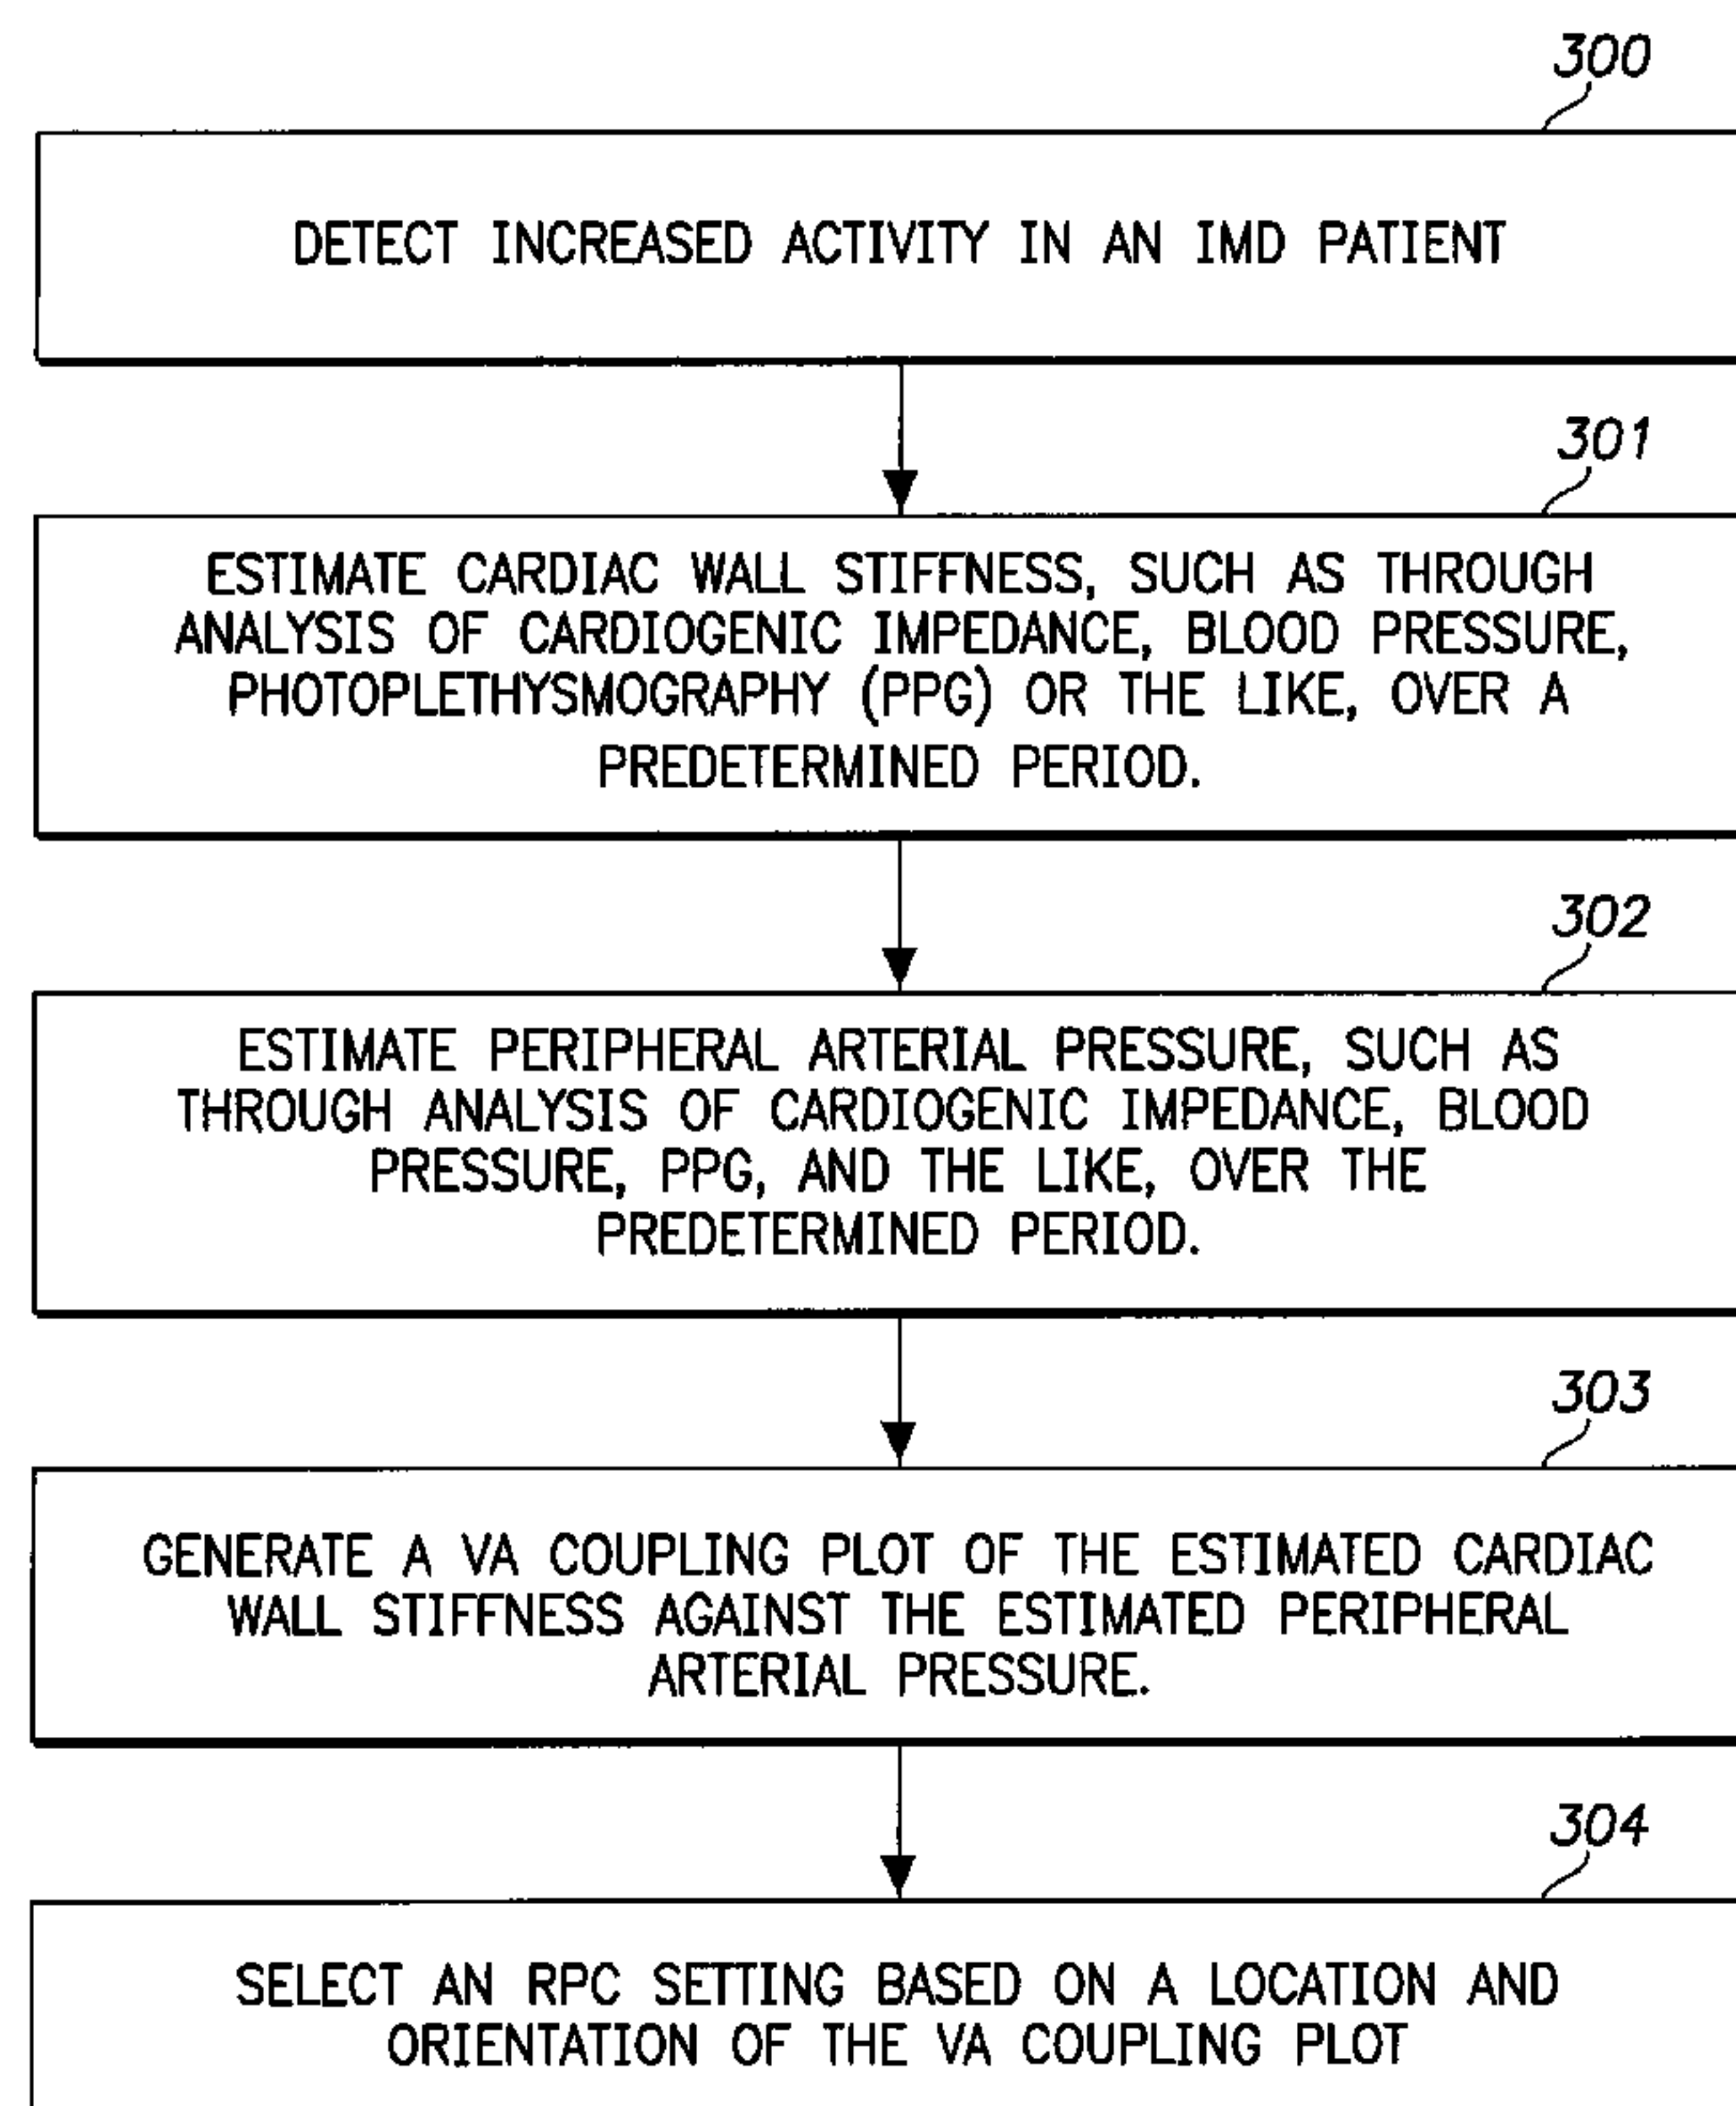 300
DETECT INCREASED ACTIVITY IN AN IMD PATIENT
301
ESTIMATE CARDIAC WALL STIFFNESS, SUCH AS THROUGH
ANALYSIS OF CARDIOGENIC IMPEDANCE, BLOOD PRESSURE,
PHOTOPLETHYSMOGRAPHY (PPG) OR THE LIKE, OVER A
PREDETERMINED PERIOD.
302
ESTIMATE PERIPHERAL ARTERIAL PRESSURE, SUCH AS
THROUGH ANALYSIS OF CARDIOGENIC IMPEDANCE, BLOOD
PRESSURE, PPG, AND THE LIKE, OVER THE
PREDETERMINED PERIOD.
303
GENERATE A VA COUPLING PLOT OF THE ESTIMATED CARDIAC
WALL STIFFNESS AGAINST THE ESTIMATED PERIPHERAL
ARTERIAL PRESSURE.
304
SELECT AN RPC SETTING BASED ON A LOCATION AND
ORIENTATION OF THE VA COUPLING PLOT